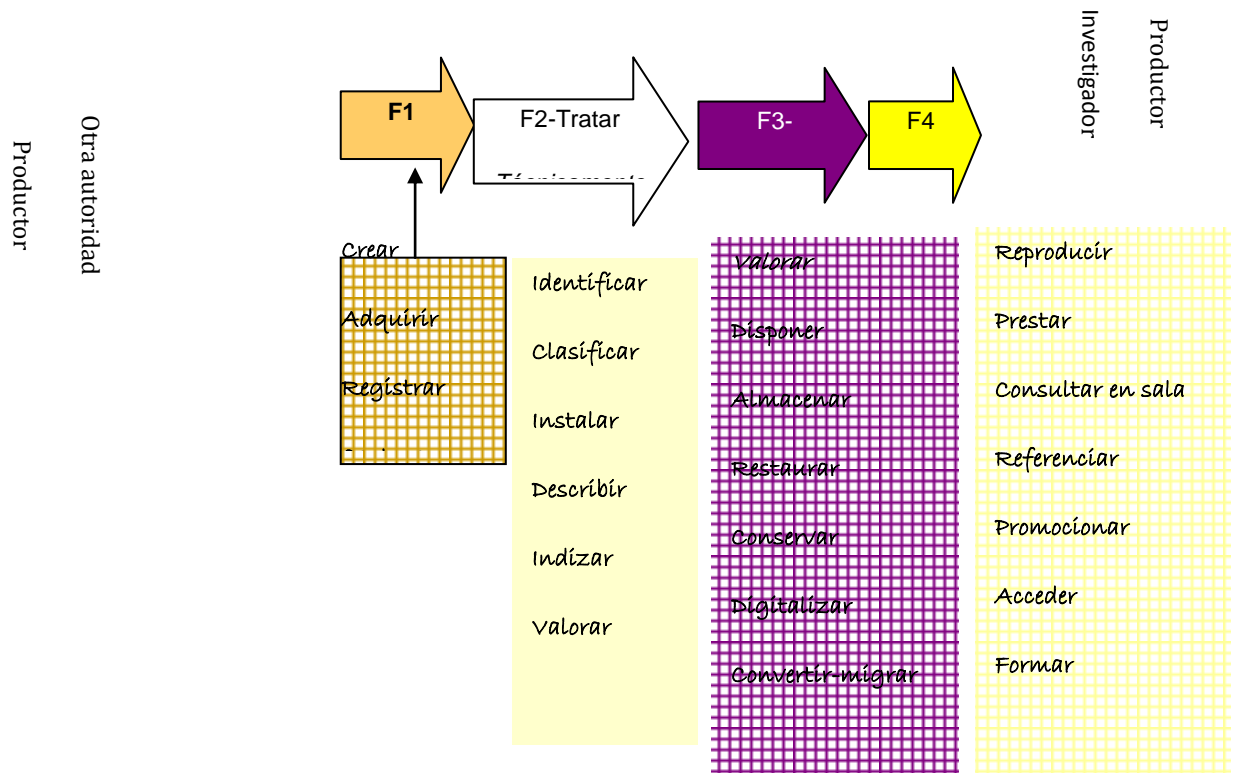 Productor
Otra autoridad
F1
F2-Tratar
F3-
F4
Investigador
Productor
Crear
Adquirir
Registrar
Identificar
Clasificar
Instalar
Describir
Indizar
Valorar
Valorar
Disponer
Almacenar
Restaurar
Conservar
Digitalizar
Convertir-migrar
Reproducir
Prestar
Consultar en sala
Referenciar
Promocionar
Acceder
Formar